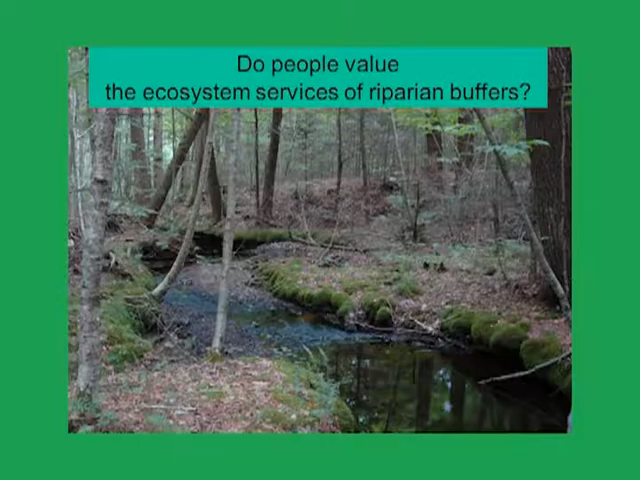 Do people value
the ecosystem services of riparian buffers?